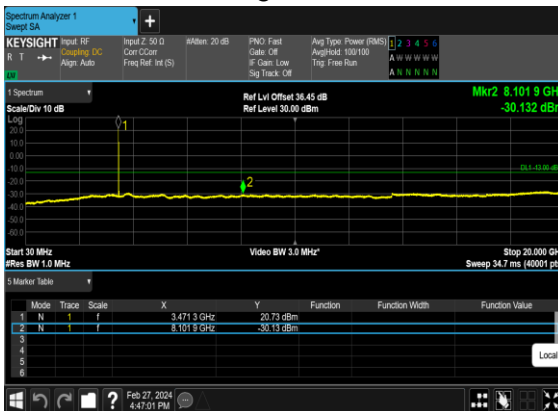 Spectrum Analyzer 1
Swept SA
+
KEYSIGHT Input: RF Input Z: 50 Ω #Atten: 20 dB PNO: Fast Avg Type: Power (RMS) 1 2 3 4 5 6
R T Coupling: DC Corr CCorr Gate: Off Avg|Hold: 100/100 A W W W W W
Align: Auto Freq Ref: Int (S) IF Gain: Low Trig: Free Run
Sig Track: Off A N N N N N
1 Spectrum Ref Lvl Offset 36.45 dB Mkr2 8.101 9 GH
Scale/Div 10 dB Ref Level 30.00 dBm -30.132 dBr
Log
20.0
10.0
0.00
-10.0
-20.0
-30.0
-40.0
-50.0
-60.0
1
2
DL1 -13.00 dB
Start 30 MHz Video BW 3.0 MHz* Stop 20.000 GH
#Res BW 1.0 MHz Sweep 34.7 ms (40001 pt
5 Marker Table
Mode Trace Scale X Y Function Function Width Function Value
1 N 1 f 3.471 3 GHz 20.73 dBm
2 N 1 f 8.101 9 GHz -30.13 dBm
3
4
5
6
Local
? Feb 27, 2024
4:47:01 PM